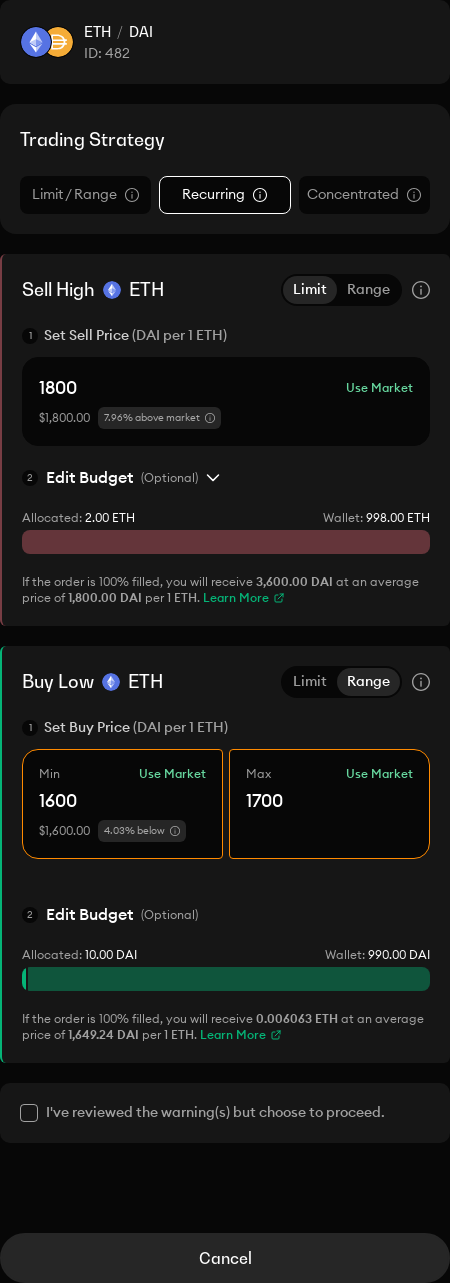 ETH / DAI
ID: 482
Trading Strategy
Limit / Range
Recurring
Concentrated
Sell High ETH
Limit
Range
1 Set Sell Price (DAI per 1 ETH)
1800
Use Market
$1,800.00
7.96% above market
2 Edit Budget (Optional)
Allocated: 2.00 ETH
Wallet: 998.00 ETH
If the order is 100% filled, you will receive 3,600.00 DAI at an average
price of 1,800.00 DAI per 1 ETH. Learn More
Buy Low ETH
Limit
Range
1 Set Buy Price (DAI per 1 ETH)
Min
Use Market
1600
$1,600.00
4.03% below
Max
Use Market
1700
2 Edit Budget (Optional)
Allocated: 10.00 DAI
Wallet: 990.00 DAI
If the order is 100% filled, you will receive 0.006063 ETH at an average
price of 1,649.24 DAI per 1 ETH. Learn More
I've reviewed the warning(s) but choose to proceed.
Cancel